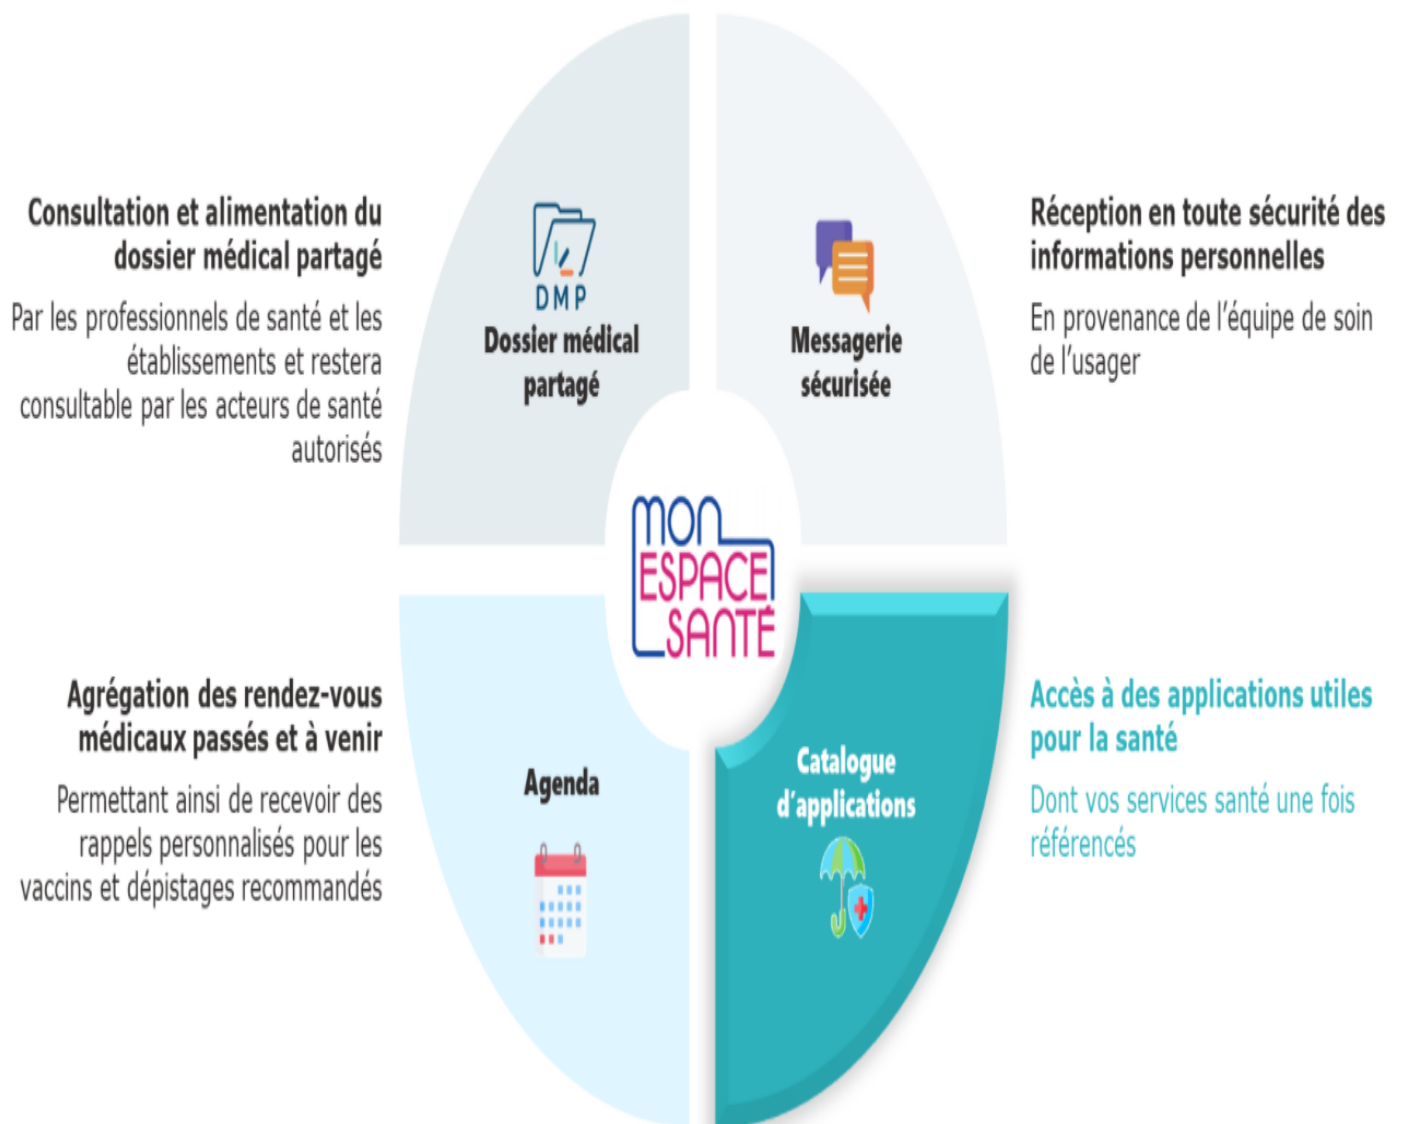 Consultation et alimentation du
dossier médical partagé
Par les professionnels de santé et les
établissements et restera
consultable par les acteurs de santé
autorisés
DMP
Dossier médical
partagé
Messagerie
sécurisée
Réception en toute sécurité des
informations personnelles
En provenance de l'équipe de soin
de l'usager
mon
ESPACE
SANTÉ
Agrégation des rendez-vous
médicaux passés et à venir
Permettant ainsi de recevoir des
rappels personnalisés pour les
vaccins et dépistages recommandés
Agenda
Catalogue
d'applications
Accès à des applications utiles
pour la santé
Dont vos services santé une fois
référencés